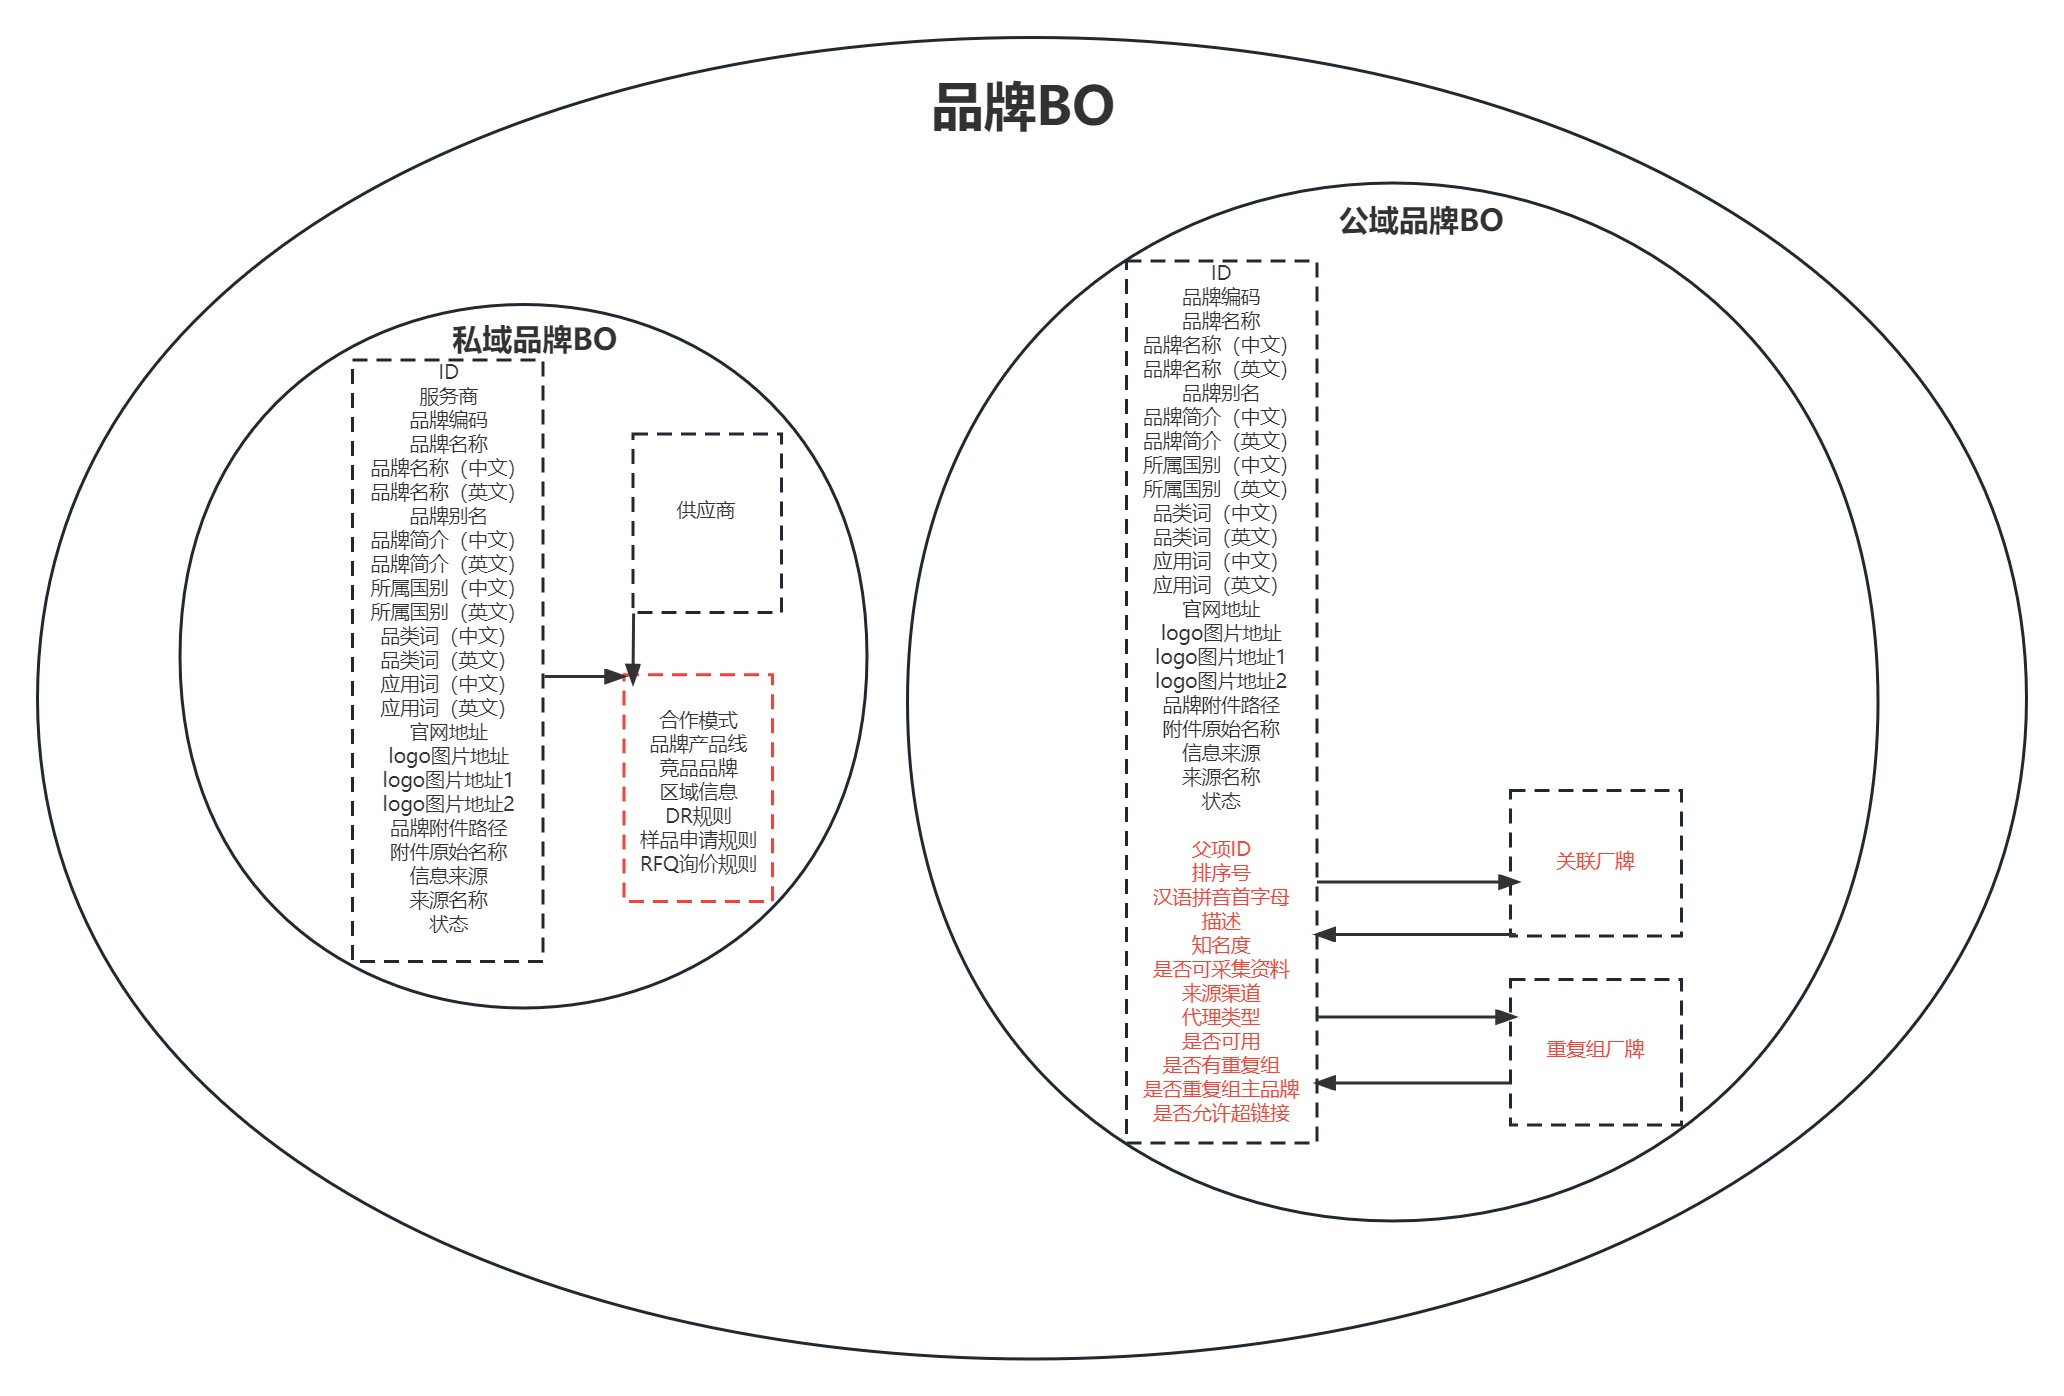 品牌BO
私域品牌BO
ID
服务商
品牌编码
品牌名称
品牌名称（中文）
品牌名称（英文）
品牌别名
品牌简介（中文）
品牌简介（英文）
所属国别（中文）
所属国别（英文）
品类词（中文）
品类词（英文）
应用词（中文）
应用词（英文）
官网地址
logo图片地址
logo图片地址1
logo图片地址2
品牌附件路径
附件原始名称
信息来源
来源名称
状态
供应商
合作模式
品牌产品线
竞品品牌
区域信息
DR规则
样品申请规则
RFQ询价规则
公域品牌BO
ID
品牌编码
品牌名称
品牌名称（中文）
品牌名称（英文）
品牌别名
品牌简介（中文）
品牌简介（英文）
所属国别（中文）
所属国别（英文）
品类词（中文）
品类词（英文）
应用词（中文）
应用词（英文）
官网地址
logo图片地址
logo图片地址1
logo图片地址2
品牌附件路径
附件原始名称
信息来源
来源名称
状态
父项ID
排序号
汉语拼音首字母
描述
知名度
是否可采集资料
来源渠道
代理类型
是否可用
是否有重复组
是否重复组主品牌
是否允许超链接
关联厂牌
重复组厂牌